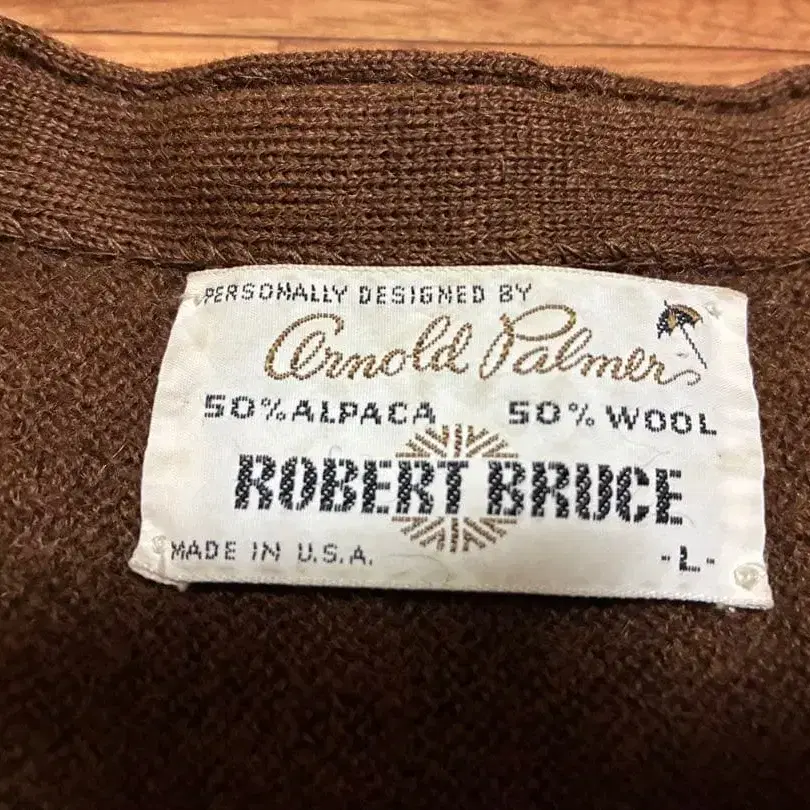 PERSONALLY DESIGNED BY
Arnold Palmer
50% ALPACA 50% WOOL
ROBERT BRUCE
MADE IN U.S.A. -L-